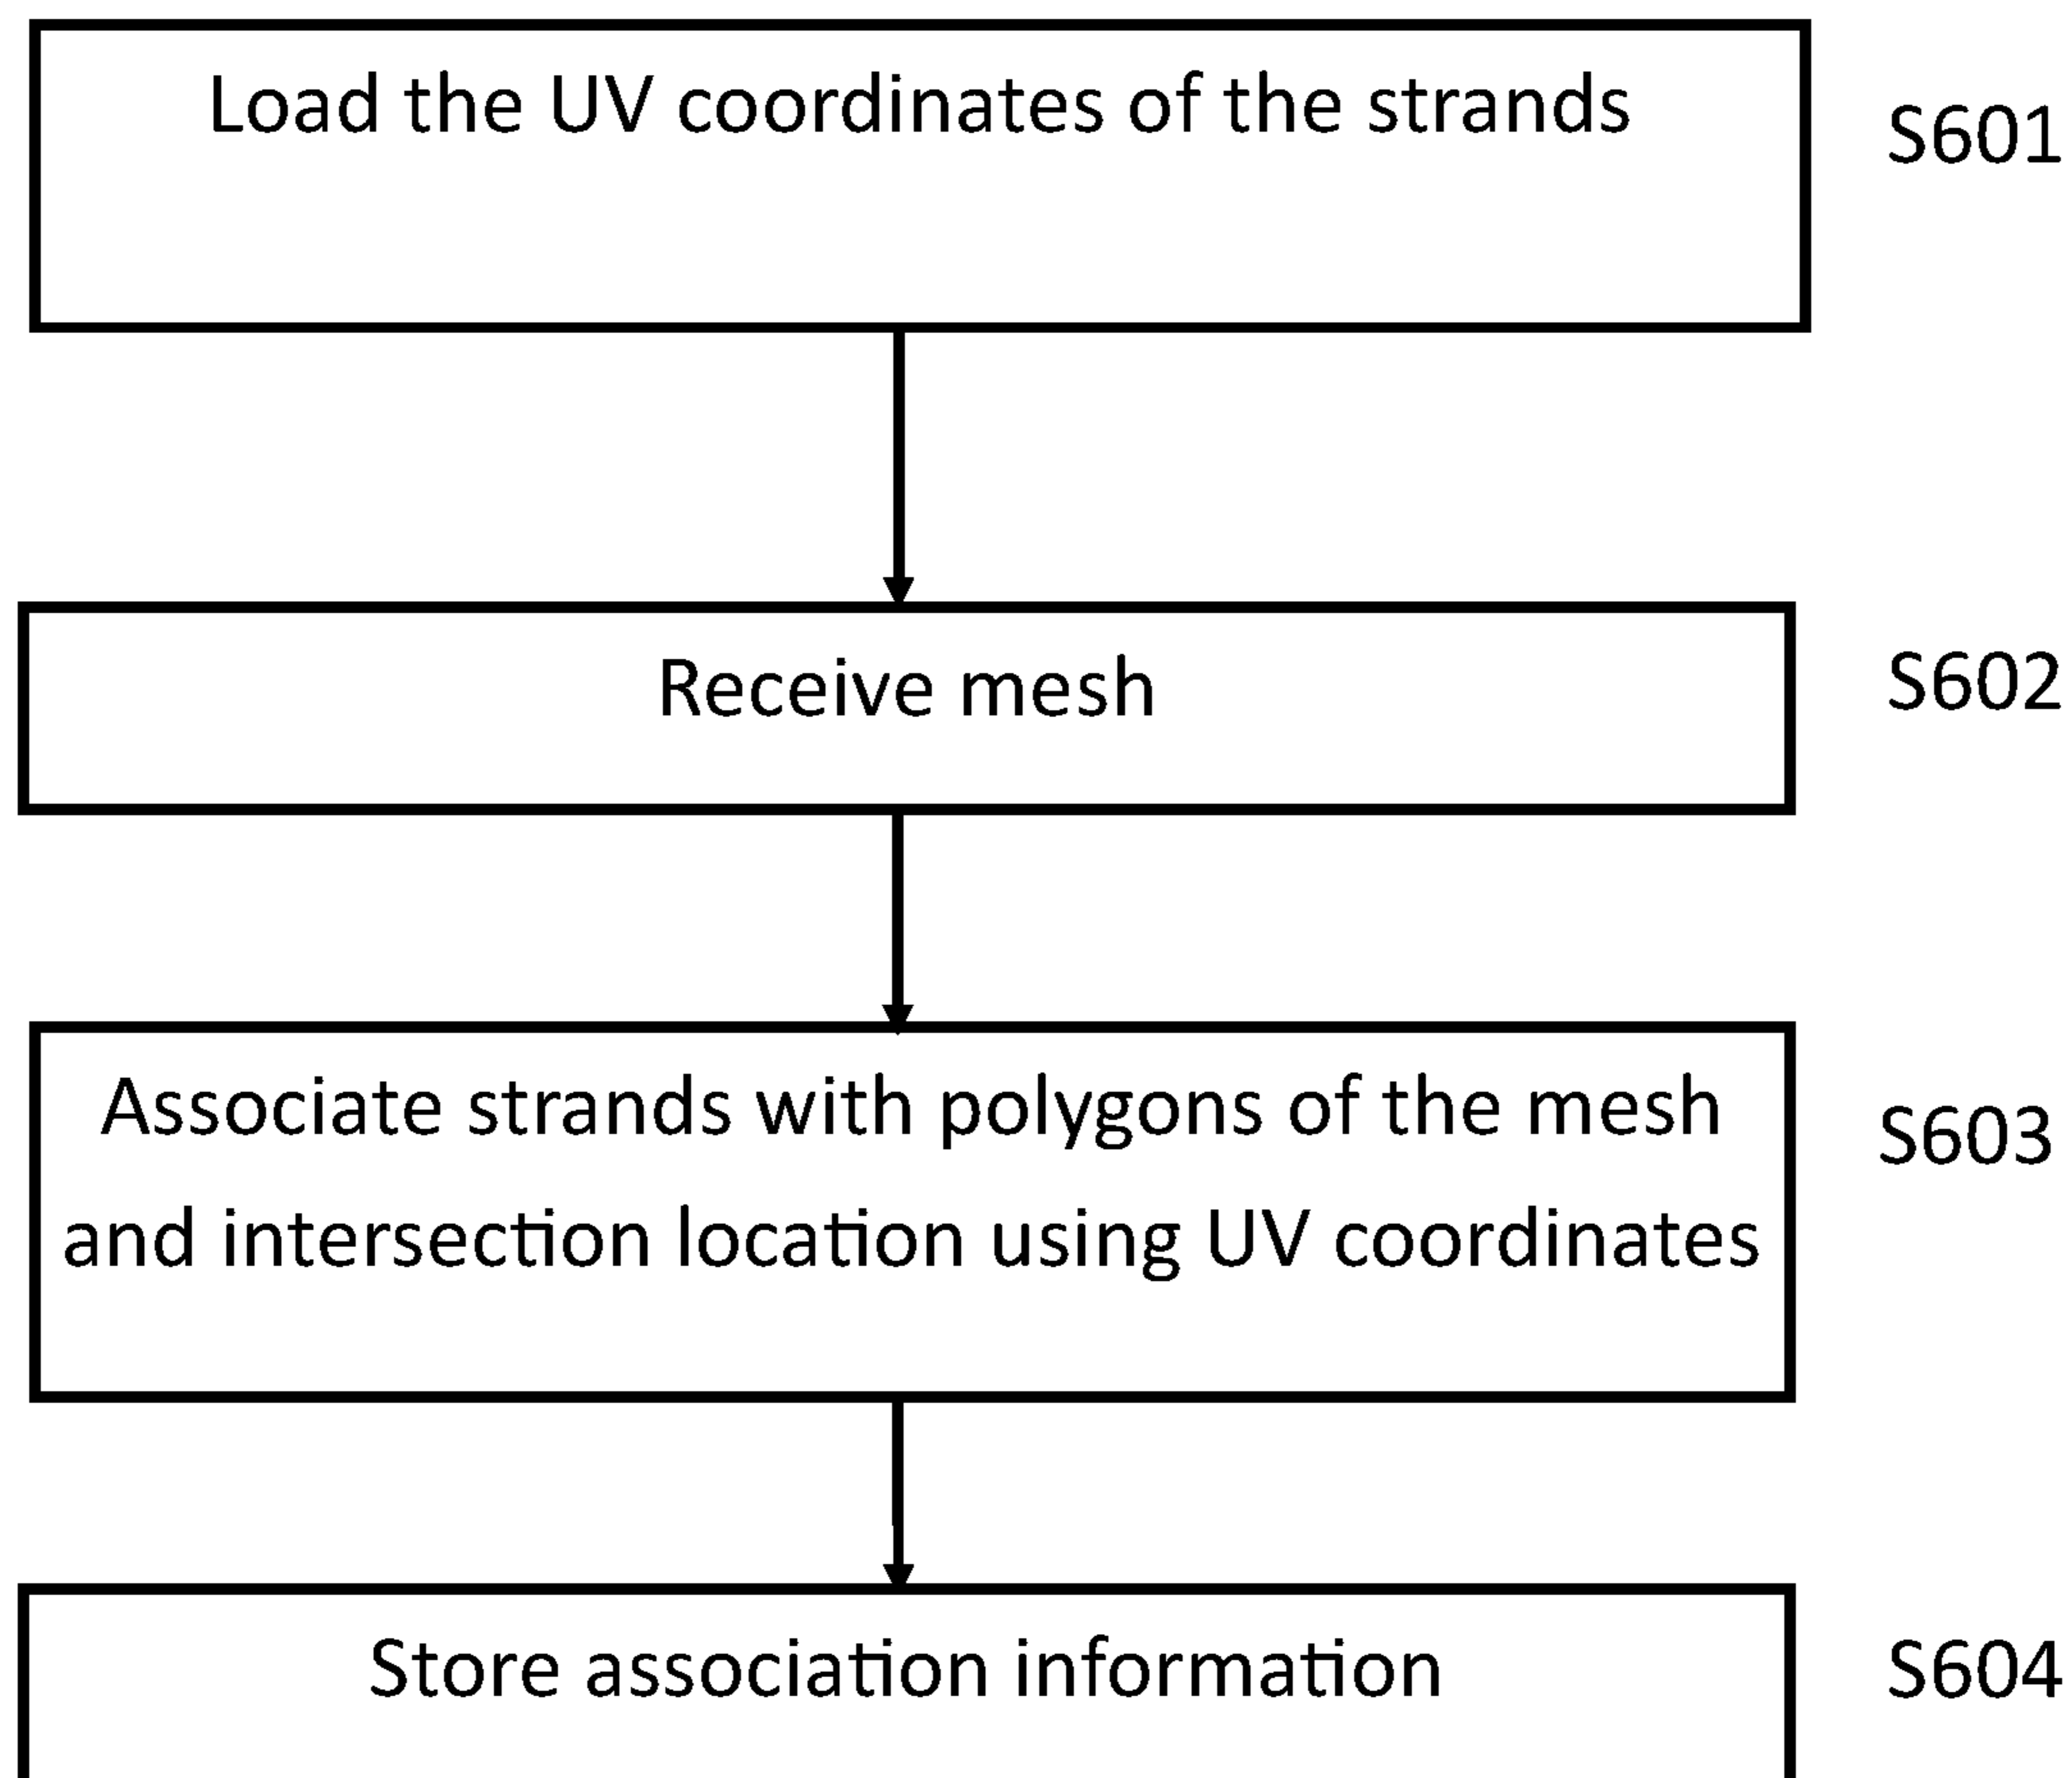 Load the UV coordinates of the strands
S601
Receive mesh
S602
Associate strands with polygons of the mesh
S603
and intersection location using UV coordinates
Store association information
S604